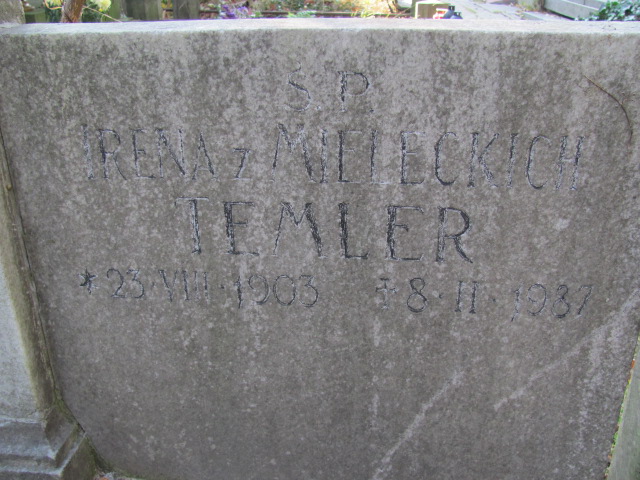 Ś.P.
IRENA z MIELECKICH
TEMLER
* 23·VIII·1903 † 8·II·1987